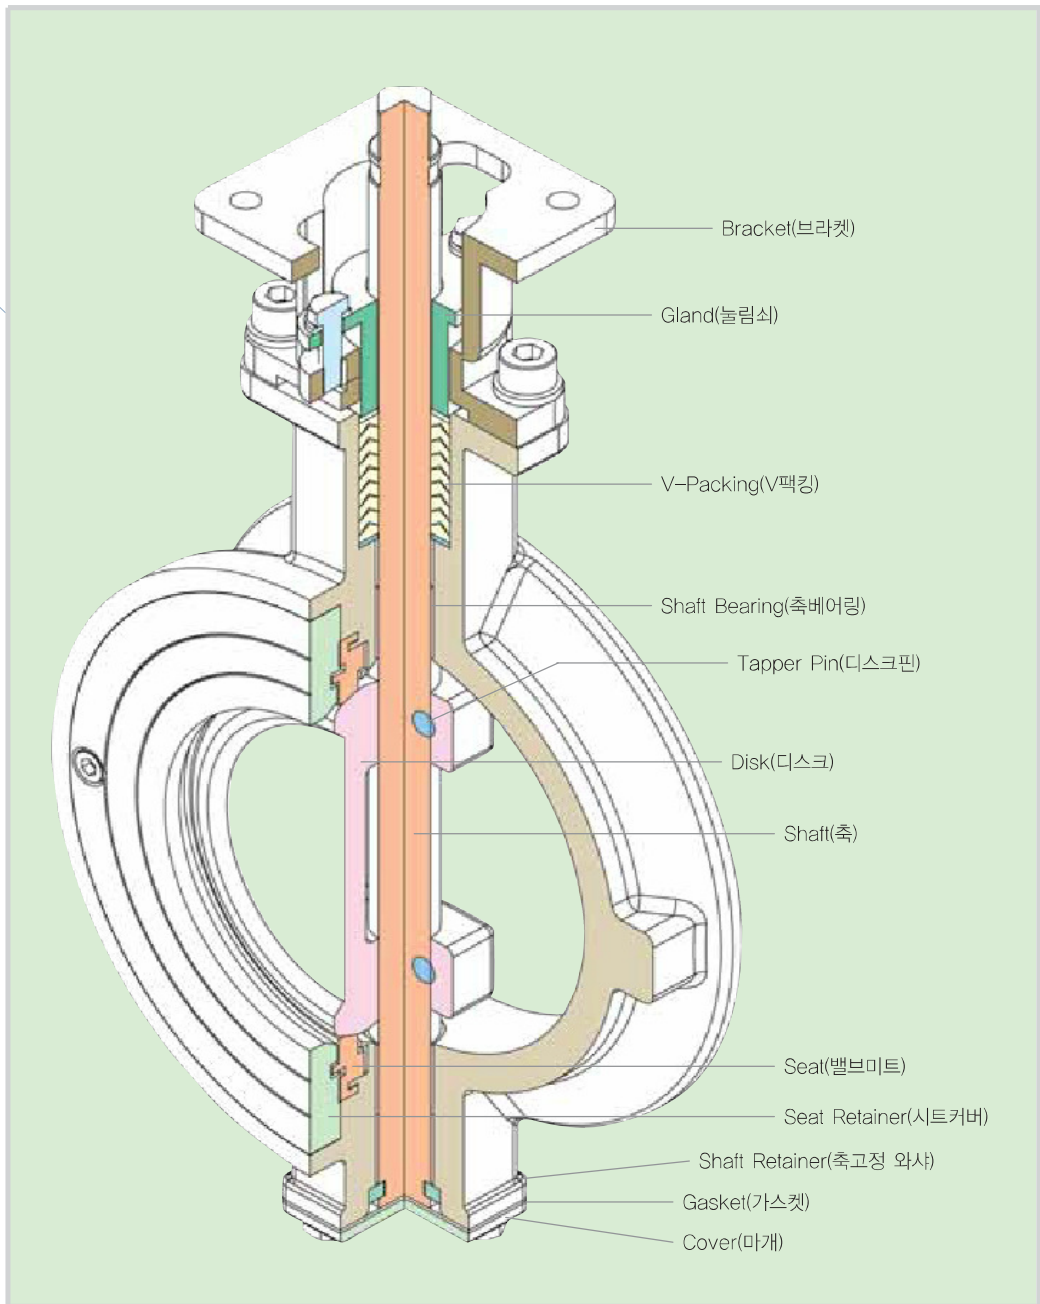 Bracket(브라켓)
Gland(눌림쇠)
V-Packing(V팩킹)
Shaft Bearing(축베어링)
Tapper Pin(디스크핀)
Disk(디스크)
Shaft(축)
Seat(밸브미트)
Seat Retainer(시트커버)
Shaft Retainer(축고정 와샤)
Gasket(가스켓)
Cover(마개)